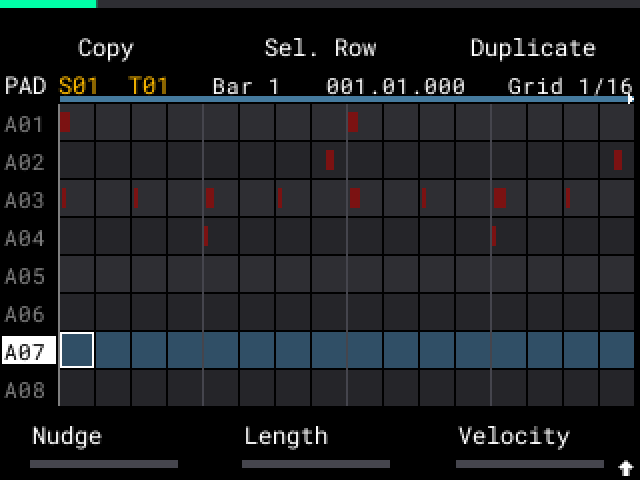 Copy Sel. Row Duplicate
PAD S01 T01 Bar 1 001.01.000 Grid 1/16
A01
A02
A03
A04
A05
A06
A07
A08
Nudge Length Velocity